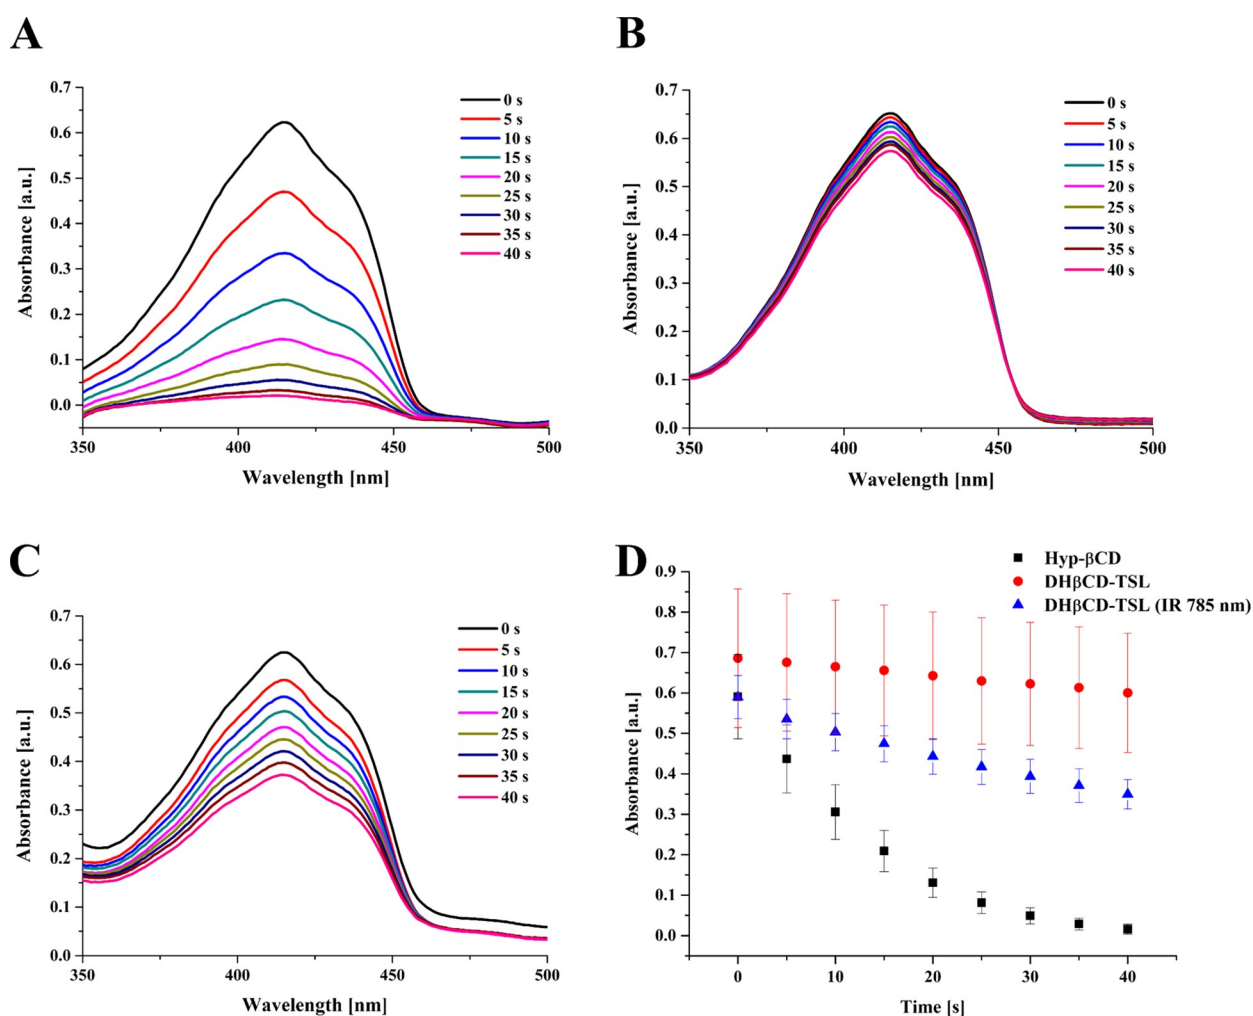 A
Absorbance [a.u.]
0.7
0.6
0.5
0.4
0.3
0.2
0.1
0.0
350
400
450
500
Wavelength [nm]
0 s
5 s
10 s
15 s
20 s
25 s
30 s
35 s
40 s
B
Absorbance [a.u.]
0.7
0.6
0.5
0.4
0.3
0.2
0.1
0.0
350
400
450
500
Wavelength [nm]
0 s
5 s
10 s
15 s
20 s
25 s
30 s
35 s
40 s
C
Absorbance [a.u.]
0.7
0.6
0.5
0.4
0.3
0.2
0.1
0.0
350
400
450
500
Wavelength [nm]
0 s
5 s
10 s
15 s
20 s
25 s
30 s
35 s
40 s
D
Absorbance [a.u.]
0.9
0.8
0.7
0.6
0.5
0.4
0.3
0.2
0.1
0.0
0
10
20
30
40
Time [s]
Hyp-βCD
DHβCD-TSL
DHβCD-TSL (IR 785 nm)